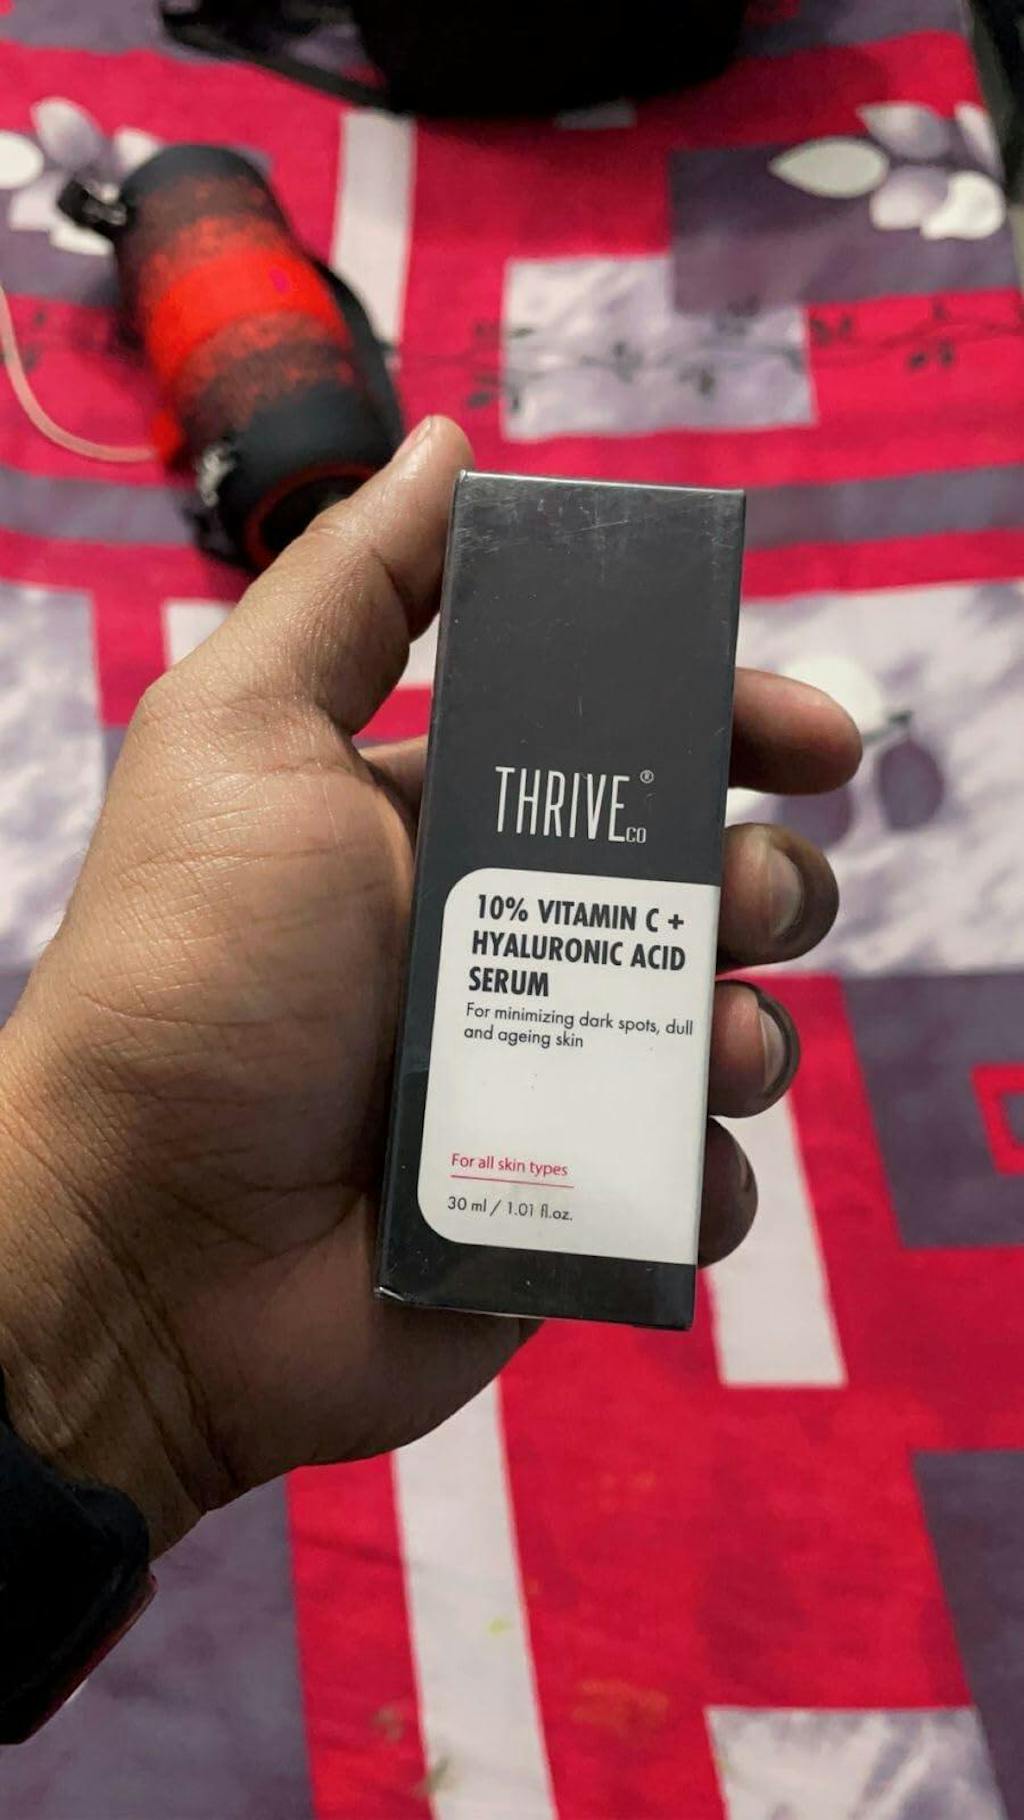 THRIVE®
CO
10% VITAMIN C +
HYALURONIC ACID
SERUM
For minimizing dark spots, dull
and ageing skin
For all skin types
30 ml / 1.01 fl.oz.